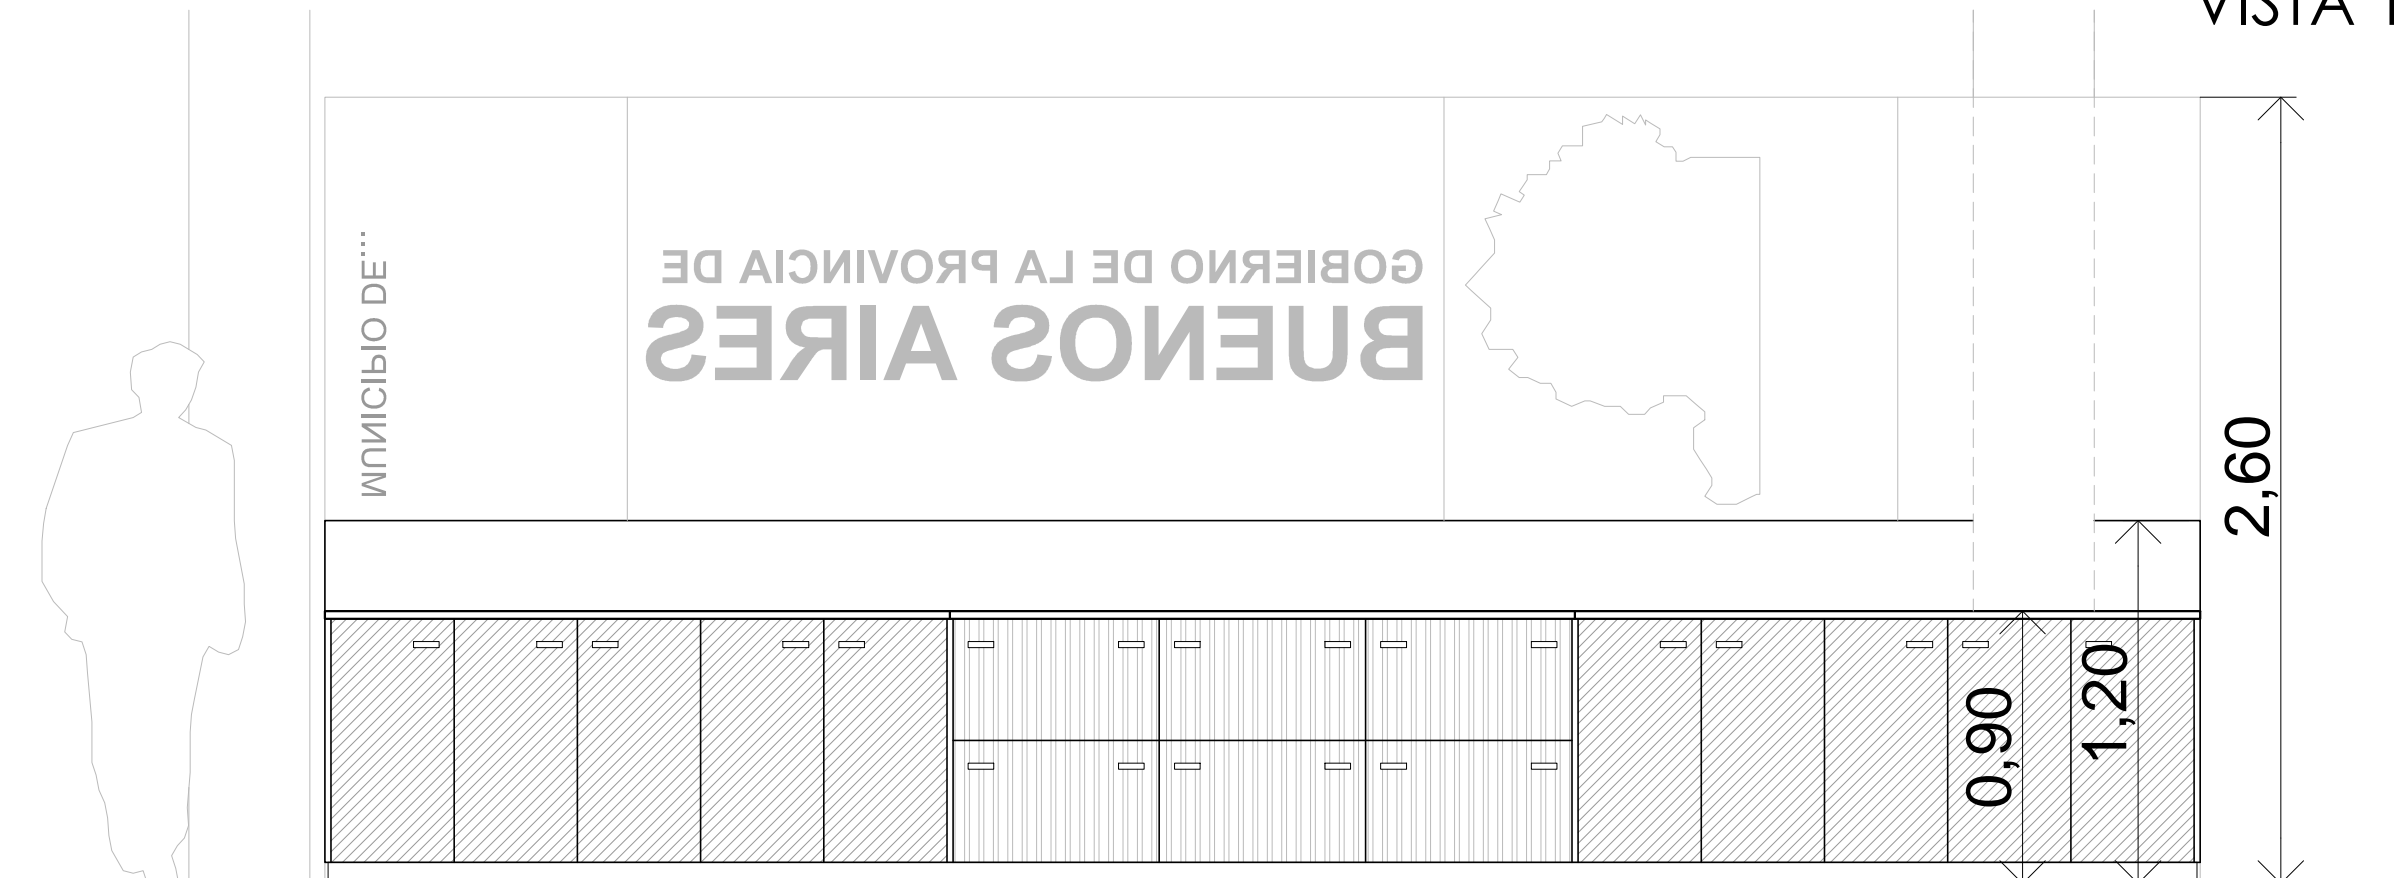 VISTA 1
MUNICIPIO DE...
GOBIERNO DE LA PROVINCIA DE
BUENOS AIRES
2,60
1,20
0,90